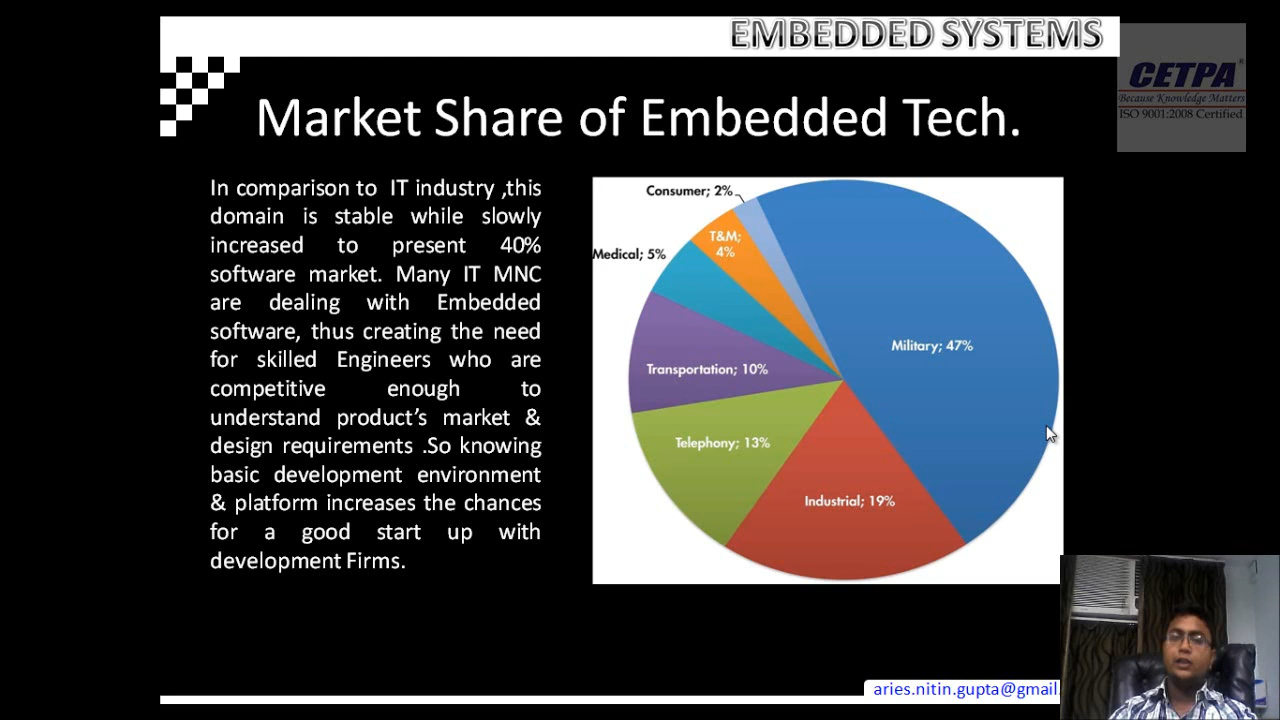 EMBEDDED SYSTEMS
CETPA
Because Knowledge Matters
ISO 9001:2008 Certified
Market Share of Embedded Tech.
In comparison to IT industry ,this
domain is stable while slowly
increased to present 40%
software market. Many IT MNC
are dealing with Embedded
software, thus creating the need
for skilled Engineers who are
competitive enough to
understand product’s market &
design requirements .So knowing
basic development environment
& platform increases the chances
for a good start up with
development Firms.
Consumer; 2%
T&M;
4%
Medical; 5%
Military; 47%
Transportation; 10%
Telephony; 13%
Industrial; 19%
aries.nitin.gupta@gmail.